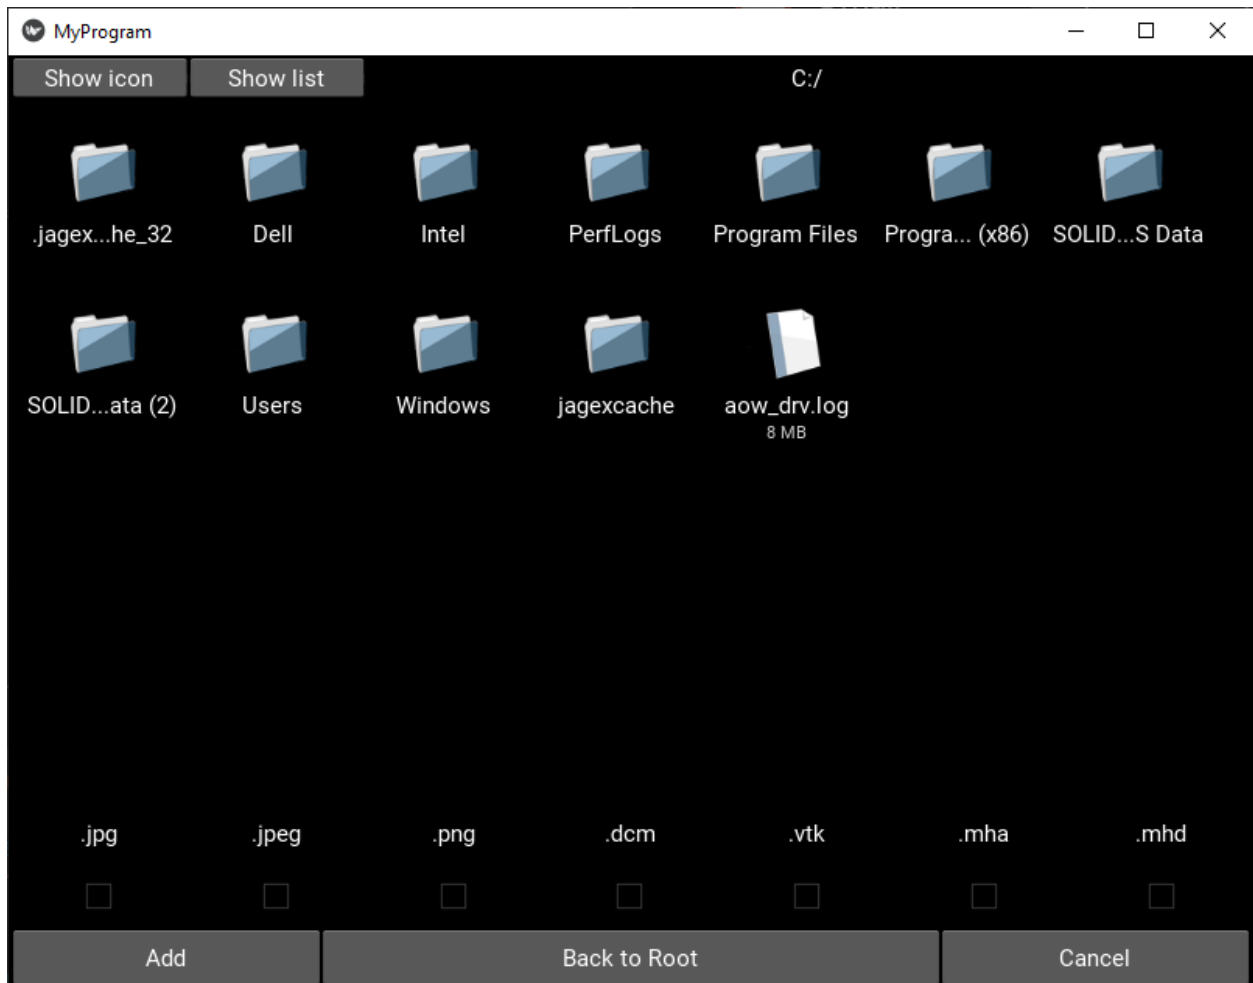 MyProgram
Show icon Show list C:/
.jagex...he_32 Dell Intel PerfLogs Program Files Progra... (x86) SOLID...S Data
SOLID...ata (2) Users Windows jagexcache aow_drv.log
8 MB
.jpg .jpeg .png .dcm .vtk .mha .mhd
Add Back to Root Cancel